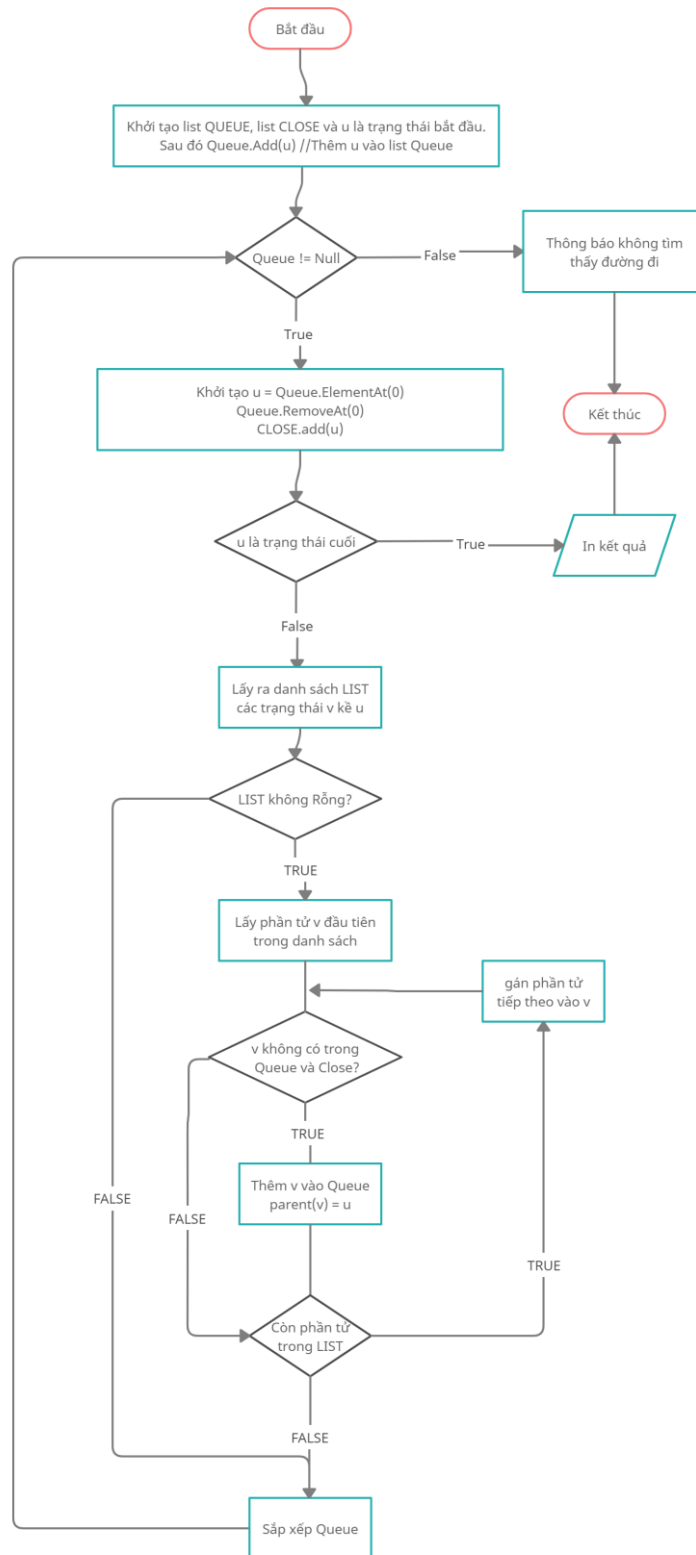 Bắt đầu
Khởi tạo list QUEUE, list CLOSE và u là trạng thái bắt đầu.
Sau đó Queue.Add(u) //Thêm u vào list Queue
Queue != Null
False
Thông báo không tìm
thấy đường đi
True
Khởi tạo u = Queue.ElementAt(0)
Queue.RemoveAt(0)
CLOSE.add(u)
Kết thúc
u là trạng thái cuối
True
In kết quả
False
Lấy ra danh sách LIST
các trạng thái v kề u
LIST không Rỗng?
TRUE
Lấy phần tử v đầu tiên
trong danh sách
gán phần tử
tiếp theo vào v
v không có trong
Queue và Close?
TRUE
Thêm v vào Queue
parent(v) = u
FALSE
FALSE
TRUE
Còn phần tử
trong LIST
FALSE
Sắp xếp Queue